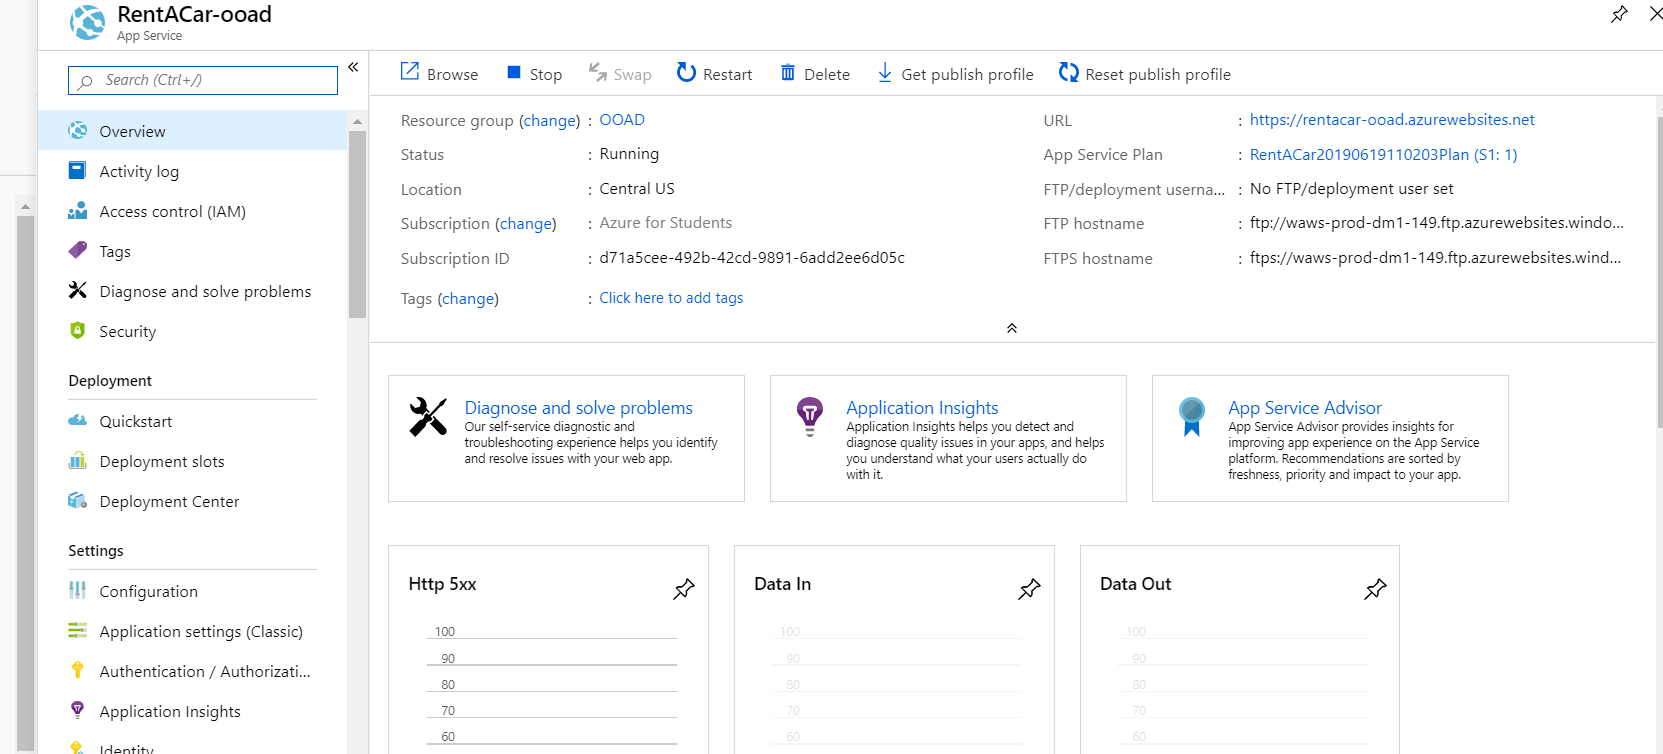 RentACar-ooad
App Service
Search (Ctrl+/)
«
Overview
Activity log
Access control (IAM)
Tags
Diagnose and solve problems
Security
Deployment
Quickstart
Deployment slots
Deployment Center
Settings
Configuration
Application settings (Classic)
Authentication / Authorizati...
Application Insights
Identity
Browse Stop Swap Restart Delete Get publish profile Reset publish profile
Resource group (change) : OOAD
Status : Running
Location : Central US
Subscription (change) : Azure for Students
Subscription ID : d71a5cee-492b-42cd-9891-6add2ee6d05c
Tags (change) : Click here to add tags
URL : https://rentacar-ooad.azurewebsites.net
App Service Plan : RentACar20190619110203Plan (S1: 1)
FTP/deployment userna... : No FTP/deployment user set
FTP hostname : ftp://waws-prod-dm1-149.ftp.azurewebsites.windo...
FTPS hostname : ftps://waws-prod-dm1-149.ftp.azurewebsites.wind...
Diagnose and solve problems
Our self-service diagnostic and
troubleshooting experience helps you identify
and resolve issues with your web app.
Application Insights
Application Insights helps you detect and
diagnose quality issues in your apps, and helps
you understand what your users actually do
with it.
App Service Advisor
App Service Advisor provides insights for
improving app experience on the App Service
platform. Recommendations are sorted by
freshness, priority and impact to your app.
Http 5xx
100
90
80
70
60
Data In
100
90
80
70
60
Data Out
100
90
80
70
60